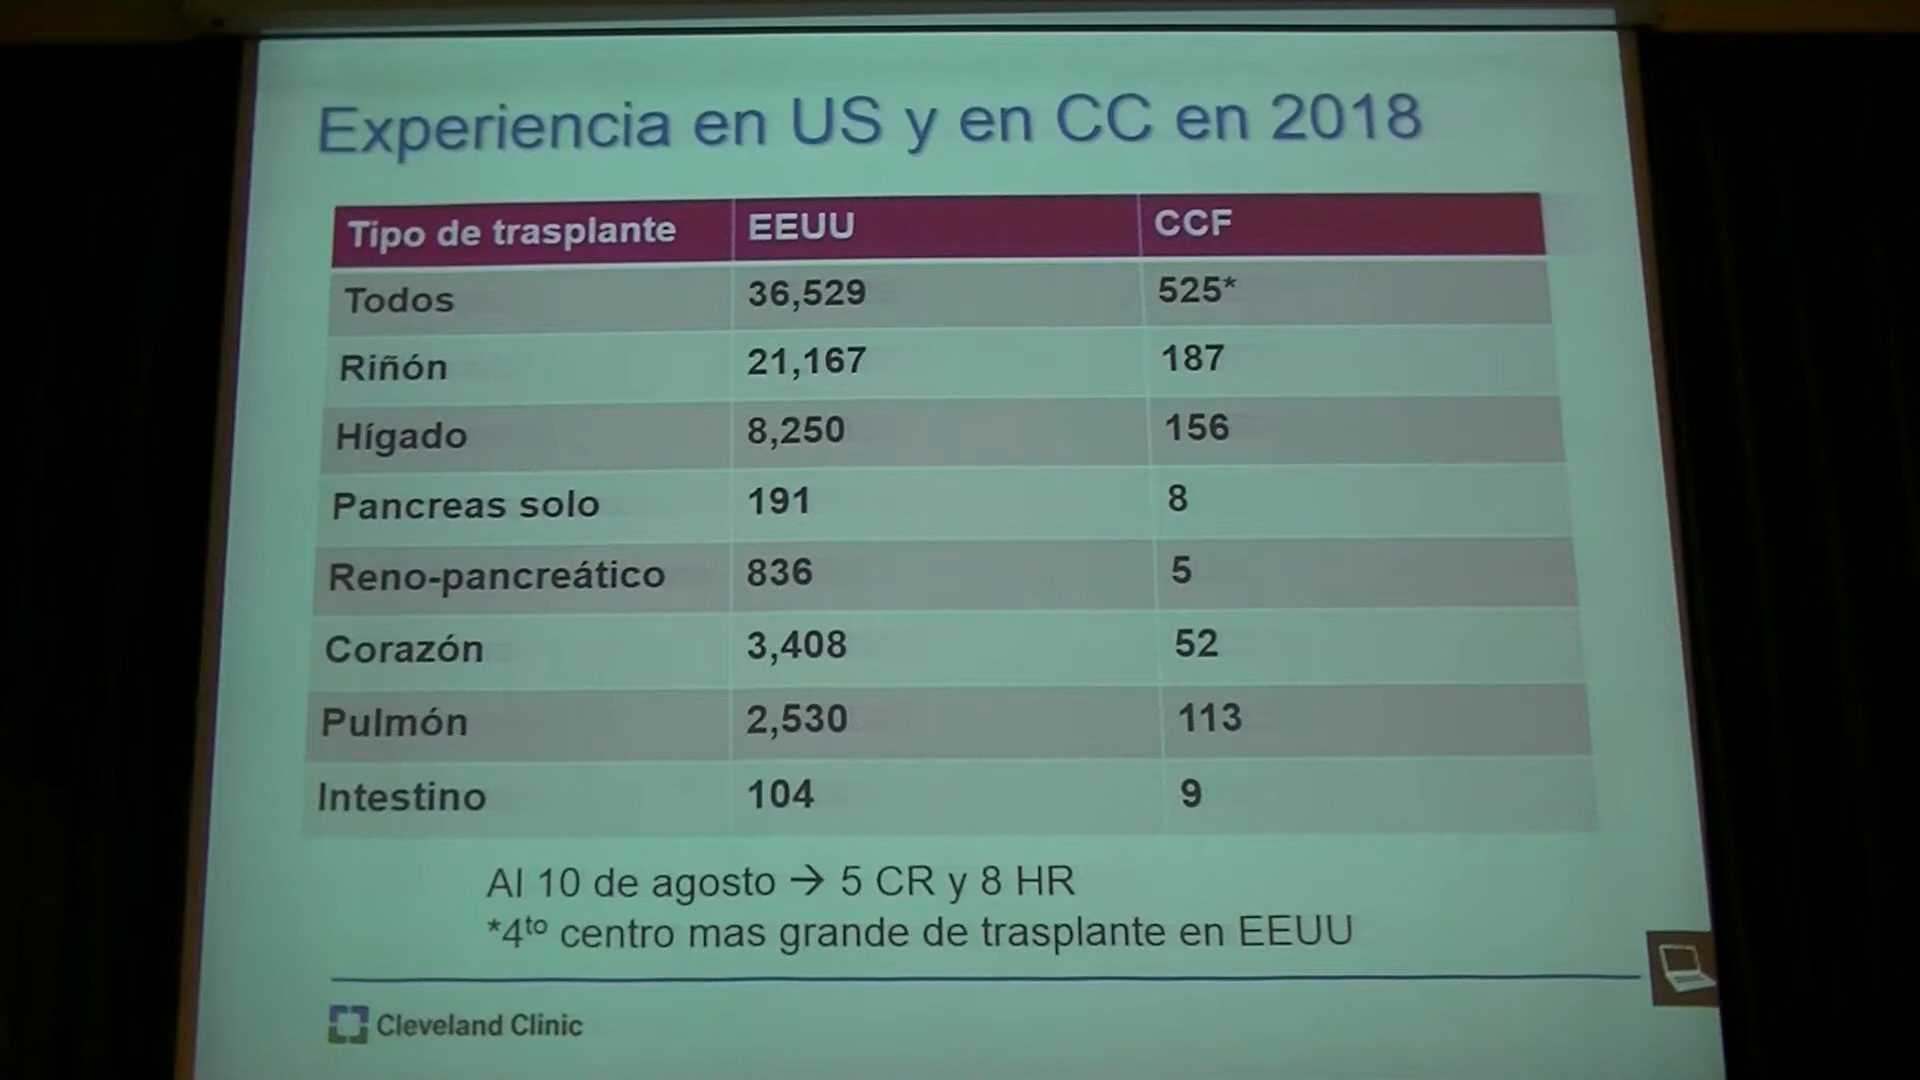 Experiencia en US y en CC en 2018
Tipo de trasplante EEUU CCF
Todos 36,529 525*
Riñón 21,167 187
Hígado 8,250 156
Pancreas solo 191 8
Reno-pancreático 836 5
Corazón 3,408 52
Pulmón 2,530 113
Intestino 104 9
Al 10 de agosto → 5 CR y 8 HR
*4to centro mas grande de trasplante en EEUU
Cleveland Clinic